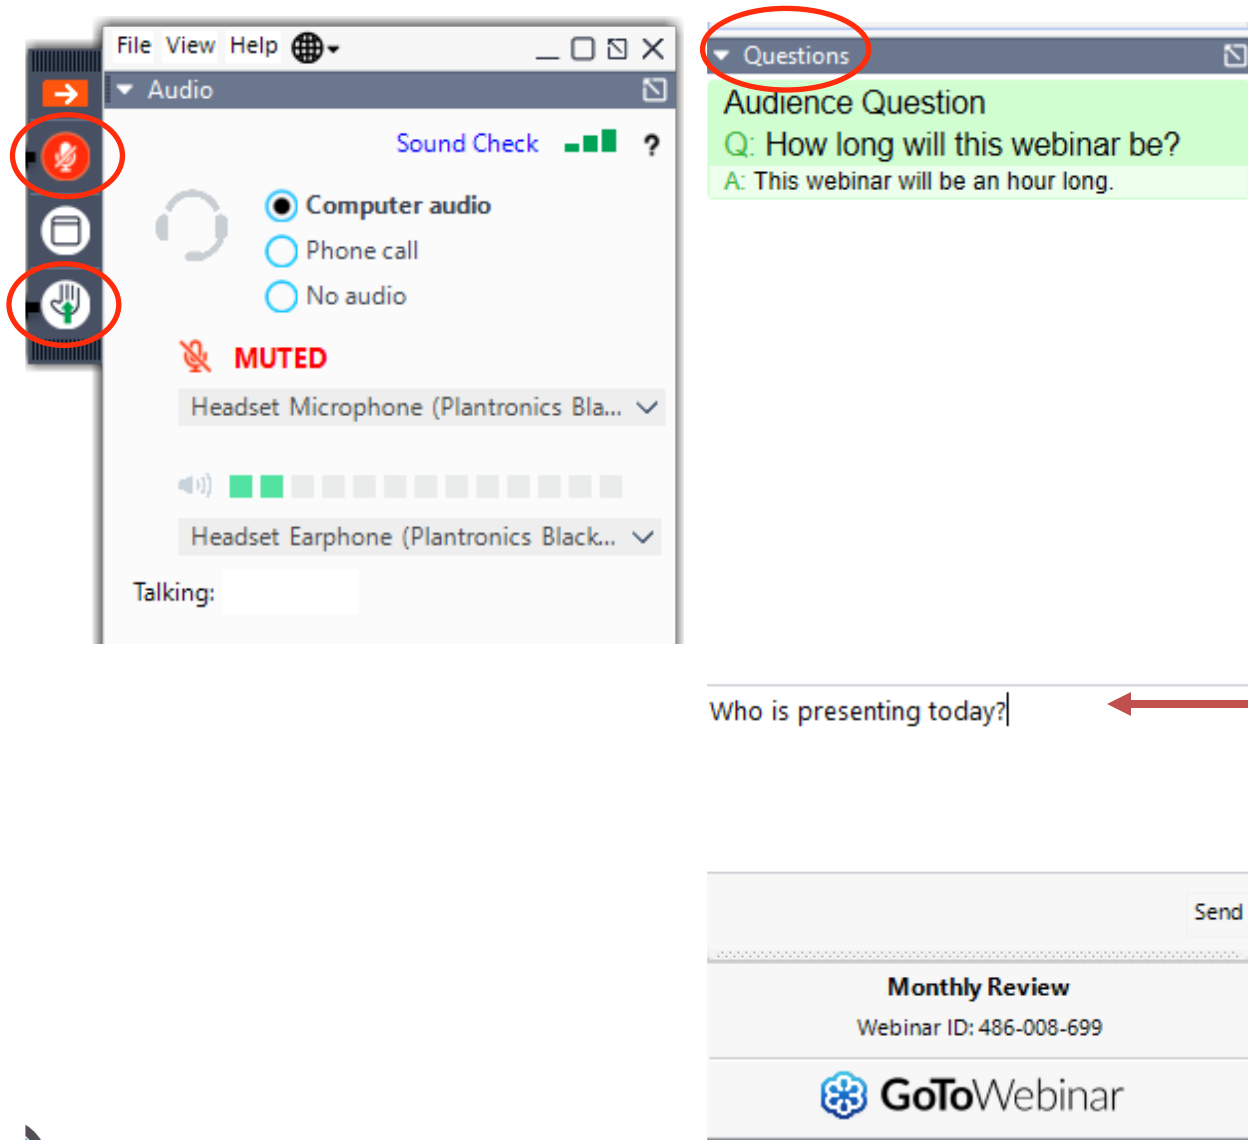 File View Help
Audio
Sound Check ?
Computer audio
Phone call
No audio
MUTED
Headset Microphone (Plantronics Bla...
Headset Earphone (Plantronics Black...
Talking:
Questions
Audience Question
Q: How long will this webinar be?
A: This webinar will be an hour long.
Who is presenting today?
Send
Monthly Review
Webinar ID: 486-008-699
GoToWebinar